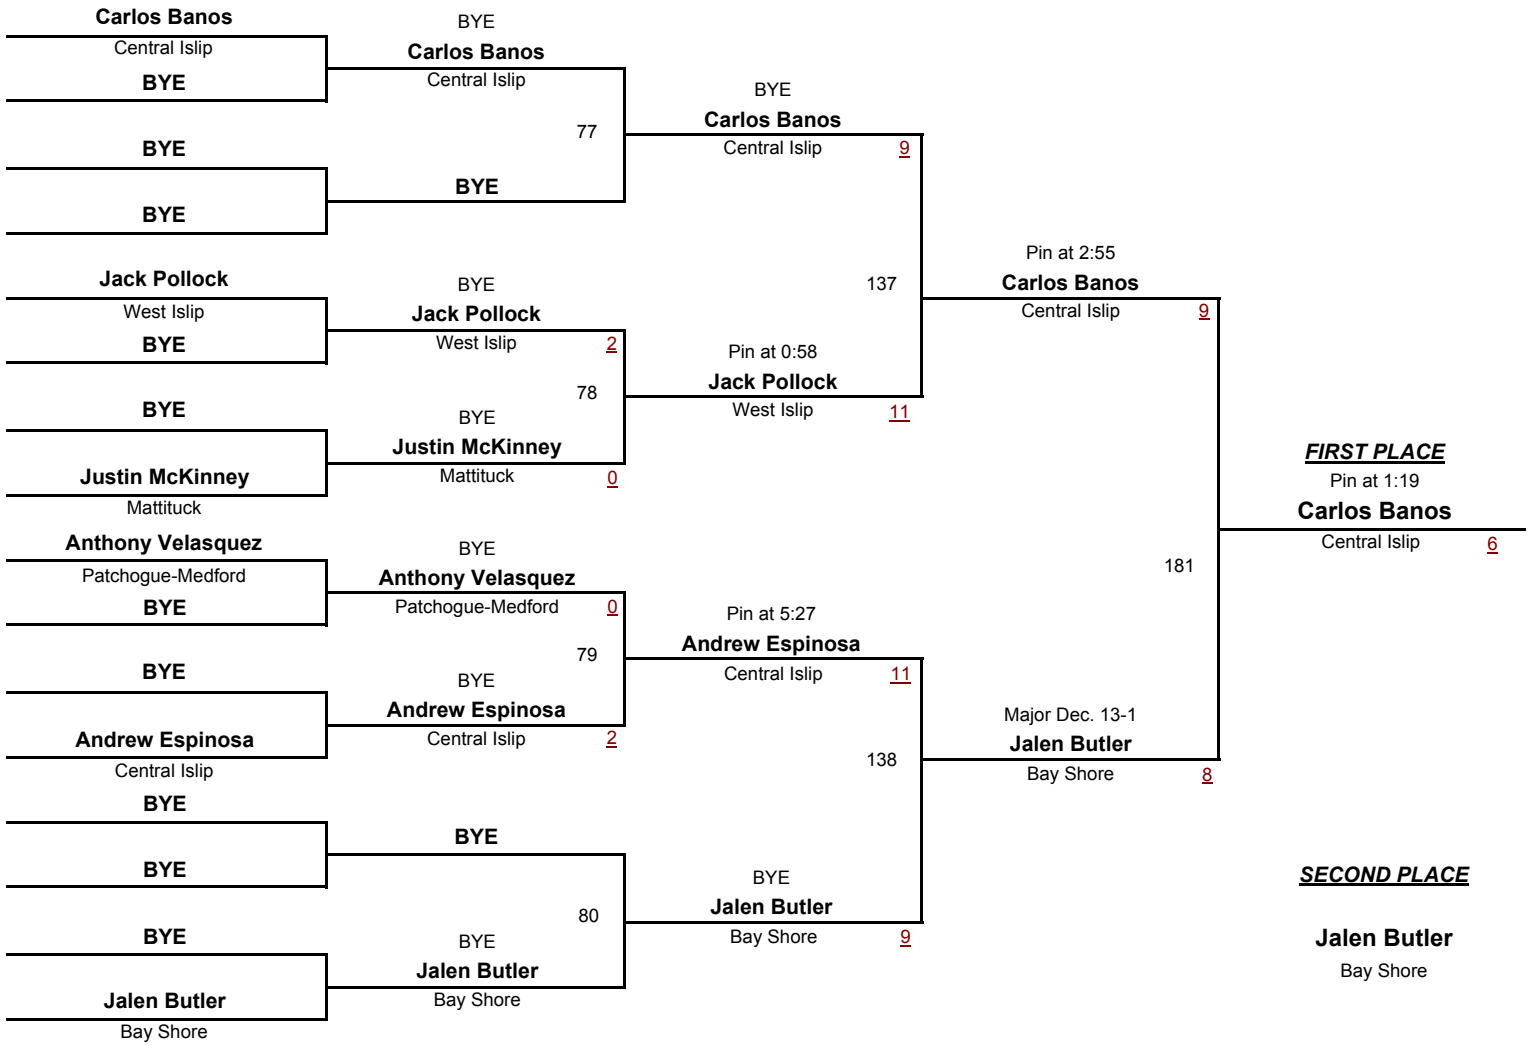 Carlos Banos
Central Islip
BYE
BYE
BYE
Jack Pollock
West Islip
BYE
BYE
Justin McKinney
Mattituck
Anthony Velasquez
Patchogue-Medford
BYE
BYE
Andrew Espinosa
Central Islip
BYE
BYE
BYE
Jalen Butler
Bay Shore
BYE
Carlos Banos
Central Islip
77
BYE
BYE
Jack Pollock
West Islip 2
78
BYE
Justin McKinney
Mattituck 0
BYE
Anthony Velasquez
Patchogue-Medford 0
79
BYE
Andrew Espinosa
Central Islip 2
BYE
80
BYE
Jalen Butler
Bay Shore
BYE
Carlos Banos
Central Islip 9
137
Pin at 0:58
Jack Pollock
West Islip 11
Pin at 5:27
Andrew Espinosa
Central Islip 11
138
BYE
Jalen Butler
Bay Shore 9
Pin at 2:55
Carlos Banos
Central Islip 9
181
Major Dec. 13-1
Jalen Butler
Bay Shore 8
FIRST PLACE
Pin at 1:19
Carlos Banos
Central Islip 6
SECOND PLACE
Jalen Butler
Bay Shore